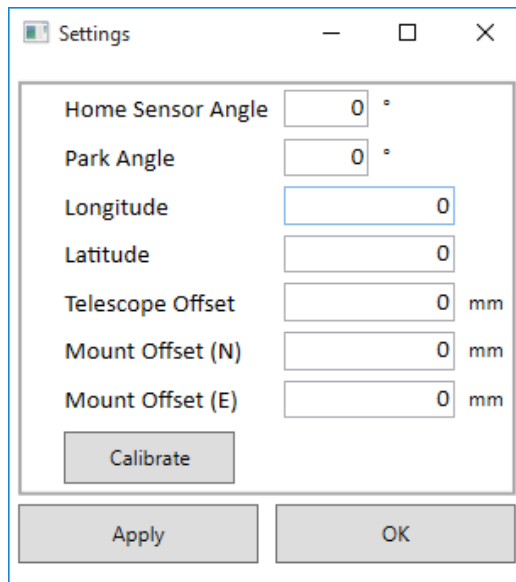 Settings
Home Sensor Angle 0 °
Park Angle 0 °
Longitude 0
Latitude 0
Telescope Offset 0 mm
Mount Offset (N) 0 mm
Mount Offset (E) 0 mm
Calibrate
Apply OK